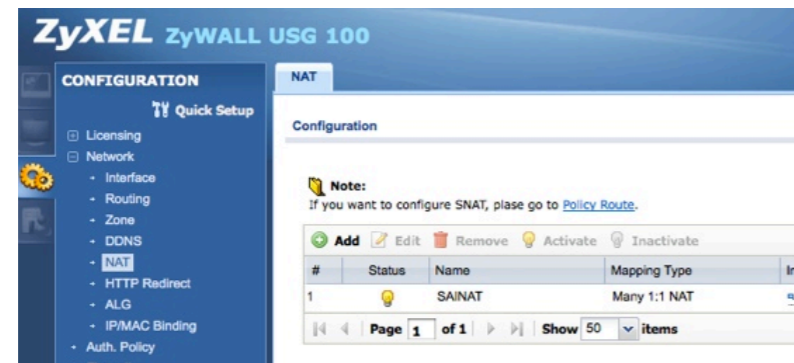 ZyXEL ZyWALL USG 100
CONFIGURATION
Quick Setup
Licensing
Network
Interface
Routing
Zone
DDNS
NAT
HTTP Redirect
ALG
IP/MAC Binding
Auth. Policy
NAT
Configuration
Note:
If you want to configure SNAT, plase go to Policy Route.
Add Edit Remove Activate Inactivate
# Status Name Mapping Type
1 SAINAT Many 1:1 NAT
Page 1 of 1 Show 50 items